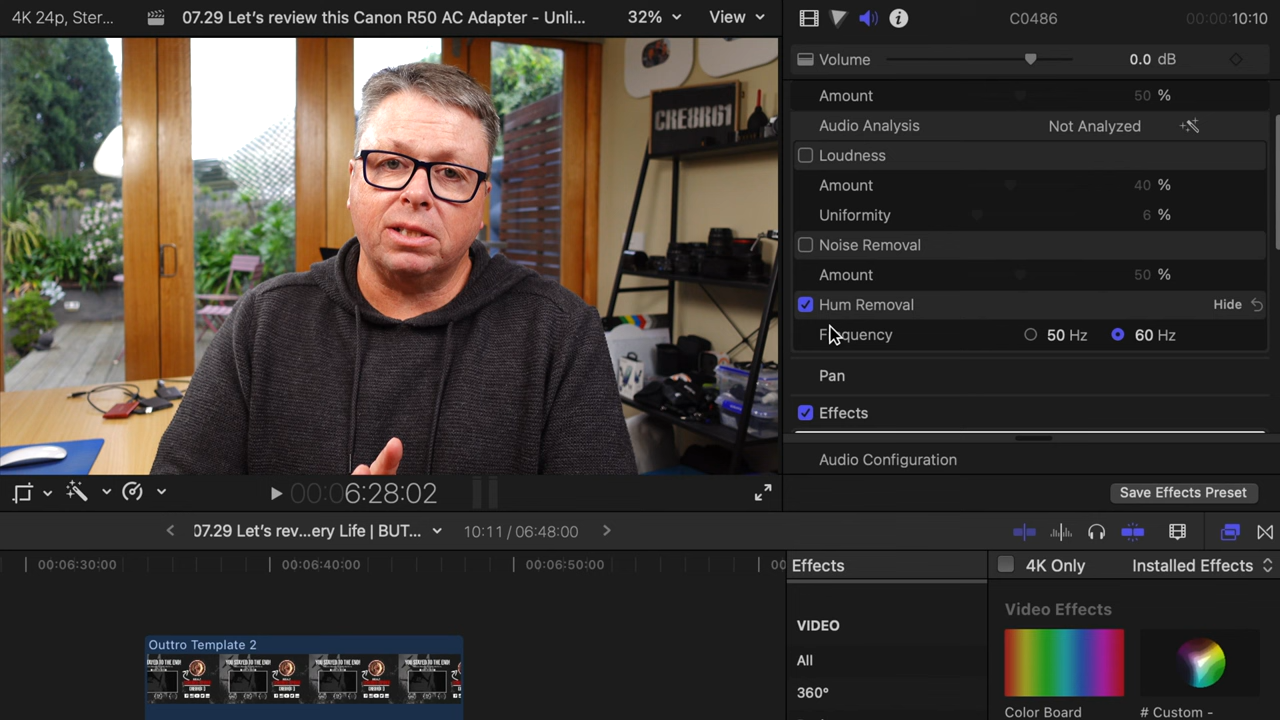 4K 24p, Ster...
07.29 Let's review this Canon R50 AC Adapter - Unli...
32%
View
C0486
00:00:10:10
Volume
0.0 dB
CRE8R61
Amount
50 %
Audio Analysis
Not Analyzed
Loudness
Amount
40 %
Uniformity
6 %
Noise Removal
Amount
50 %
Hum Removal
Hide
Frequency
50 Hz
60 Hz
Pan
Effects
Audio Configuration
00:06:28:02
Save Effects Preset
07.29 Let's rev...ery Life | BUT...
10:11 / 06:48:00
00:06:30:00
00:06:40:00
00:06:50:00
00
Effects
4K Only
Installed Effects
VIDEO
All
360°
Video Effects
Color Board
# Custom -
Outtro Template 2